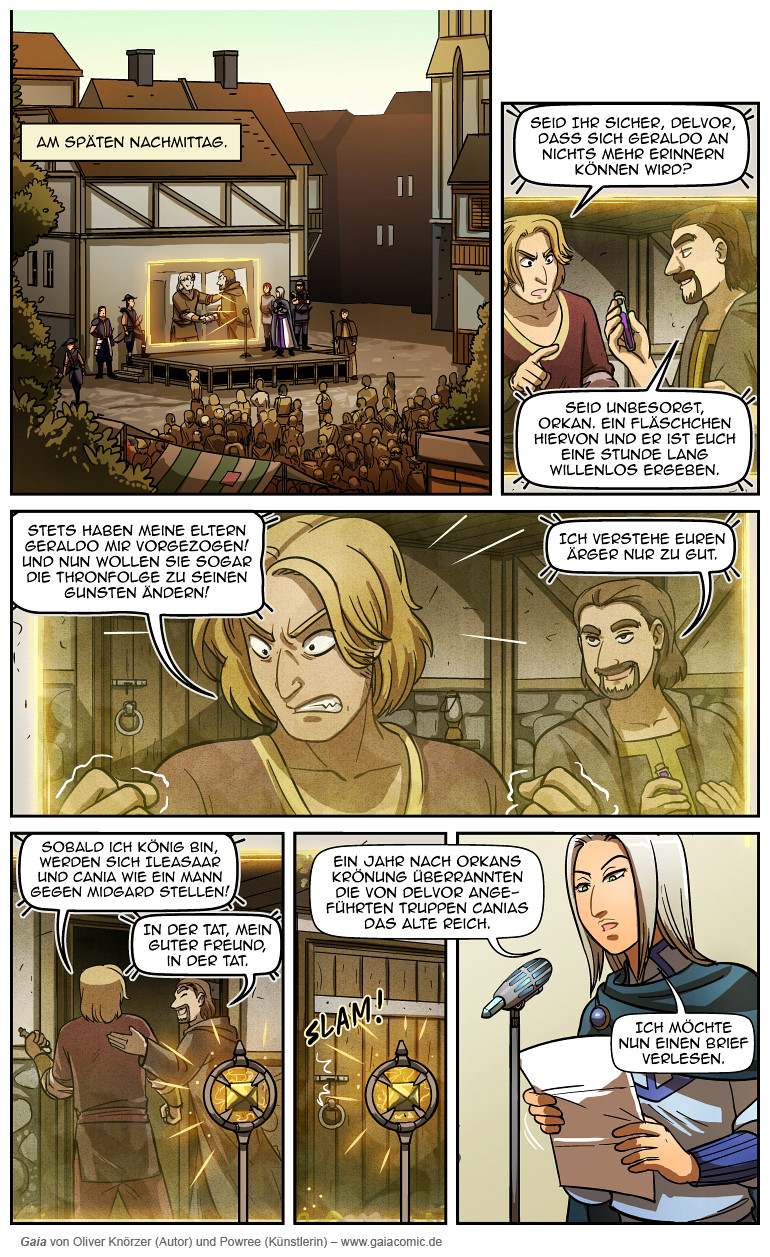 AM SPÄTEN NACHMITTAG.
SEID IHR SICHER, DELVOR,
DASS SICH GERALDO AN
NICHTS MEHR ERINNERN
KÖNNEN WIRD?
SEID UNBESORGT,
ORKAN. EIN FLÄSCHCHEN
HIERVON UND ER IST EUCH
EINE STUNDE LANG
WILLENLOS ERGEBEN.
STETS HABEN MEINE ELTERN
GERALDO MIR VORGEZOGEN!
UND NUN WOLLEN SIE SOGAR
DIE THRONFOLGE ZU SEINEN
GUNSTEN ÄNDERN!
ICH VERSTEHE EUREN
ÄRGER NUR ZU GUT.
SOBALD ICH KÖNIG BIN,
WERDEN SICH ILEASAAR
UND CANIA WIE EIN MANN
GEGEN MIDGARD STELLEN!
IN DER TAT, MEIN
GUTER FREUND,
IN DER TAT.
SLAM!
EIN JAHR NACH ORKANS
KRÖNUNG ÜBERRANNTEN
DIE VON DELVOR ANGE-
FÜHRTEN TRUPPEN CANIAS
DAS ALTE REICH.
ICH MÖCHTE
NUN EINEN BRIEF
VERLESEN.
Gaia von Oliver Knörzer (Autor) und Powree (Künstlerin) – www.gaiacomic.de